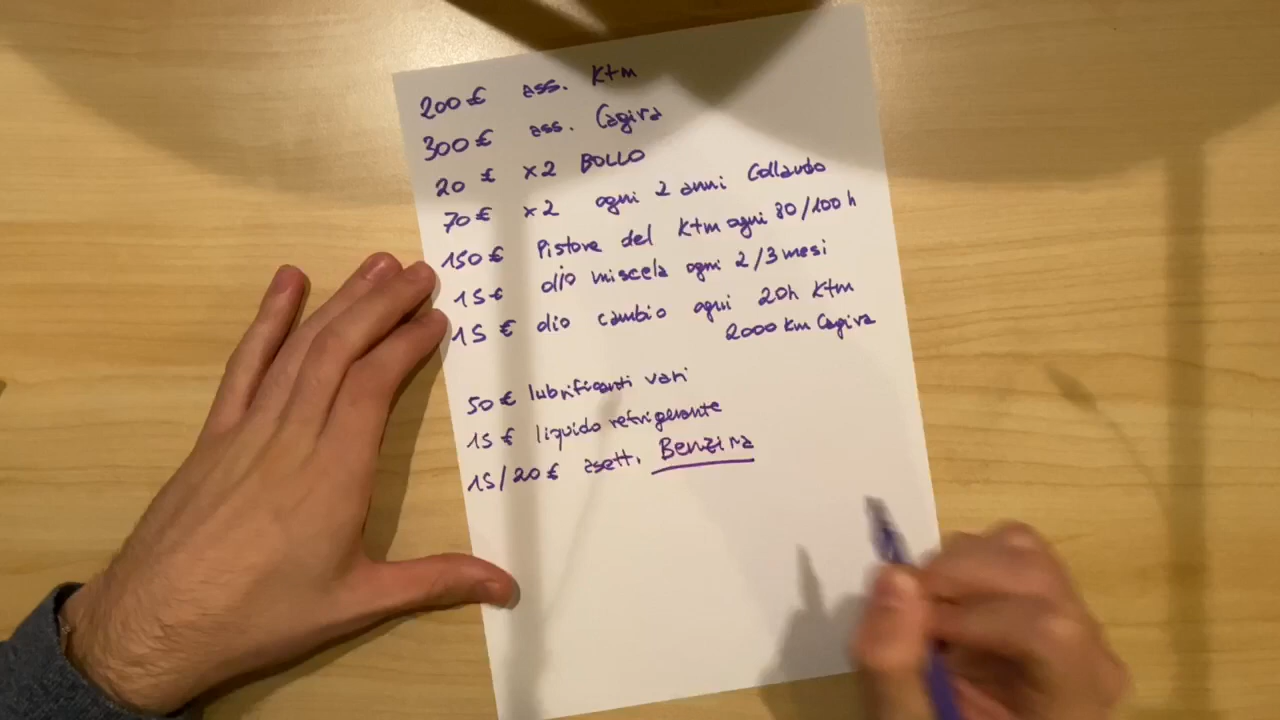 200€ ass. Ktm
300€ ass. Cagiva
20 € x2 BOLLO
70€ x2 ogni 2 anni Collaudo
150€ Pistone del Ktm ogni 80/100 h
15€ olio miscela ogni 2/3 mesi
15 € olio cambio ogni 20h Ktm
2000 Km Cagiva
50€ lubrificanti vari
15€ liquido refrigerante
15/20€ asett. Benzina